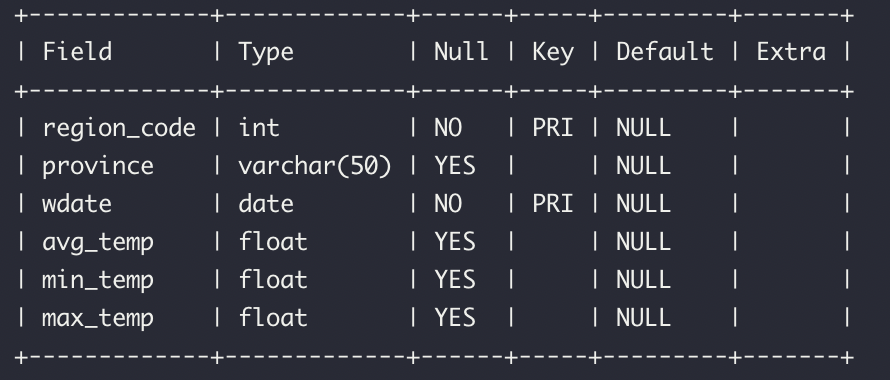 +-------------+-------------+------+-----+---------+-------+
| Field       | Type        | Null | Key | Default | Extra |
+-------------+-------------+------+-----+---------+-------+
| region_code | int         | NO   | PRI | NULL    |       |
| province    | varchar(50) | YES  |     | NULL    |       |
| wdate       | date        | NO   | PRI | NULL    |       |
| avg_temp    | float       | YES  |     | NULL    |       |
| min_temp    | float       | YES  |     | NULL    |       |
| max_temp    | float       | YES  |     | NULL    |       |
+-------------+-------------+------+-----+---------+-------+